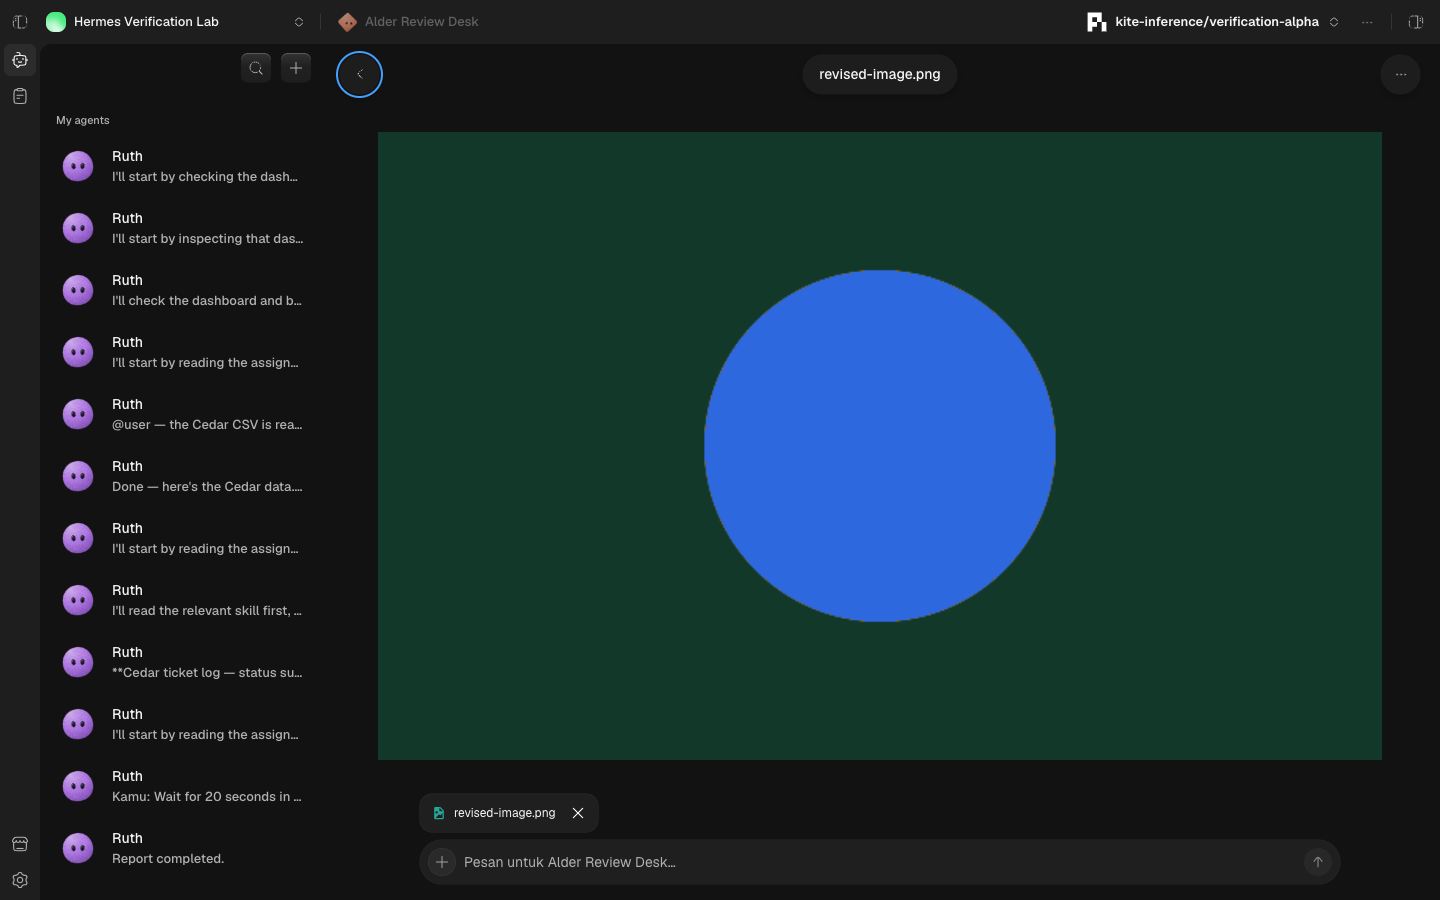 Hermes Verification Lab
Alder Review Desk
kite-inference/verification-alpha
revised-image.png
My agents
Ruth
I'll start by checking the dash...
Ruth
I'll start by inspecting that das...
Ruth
I'll check the dashboard and b...
Ruth
I'll start by reading the assign...
Ruth
@user — the Cedar CSV is rea...
Ruth
Done — here's the Cedar data....
Ruth
I'll start by reading the assign...
Ruth
I'll read the relevant skill first, ...
Ruth
**Cedar ticket log — status su...
Ruth
I'll start by reading the assign...
Ruth
Kamu: Wait for 20 seconds in ...
Ruth
Report completed.
revised-image.png
Pesan untuk Alder Review Desk...